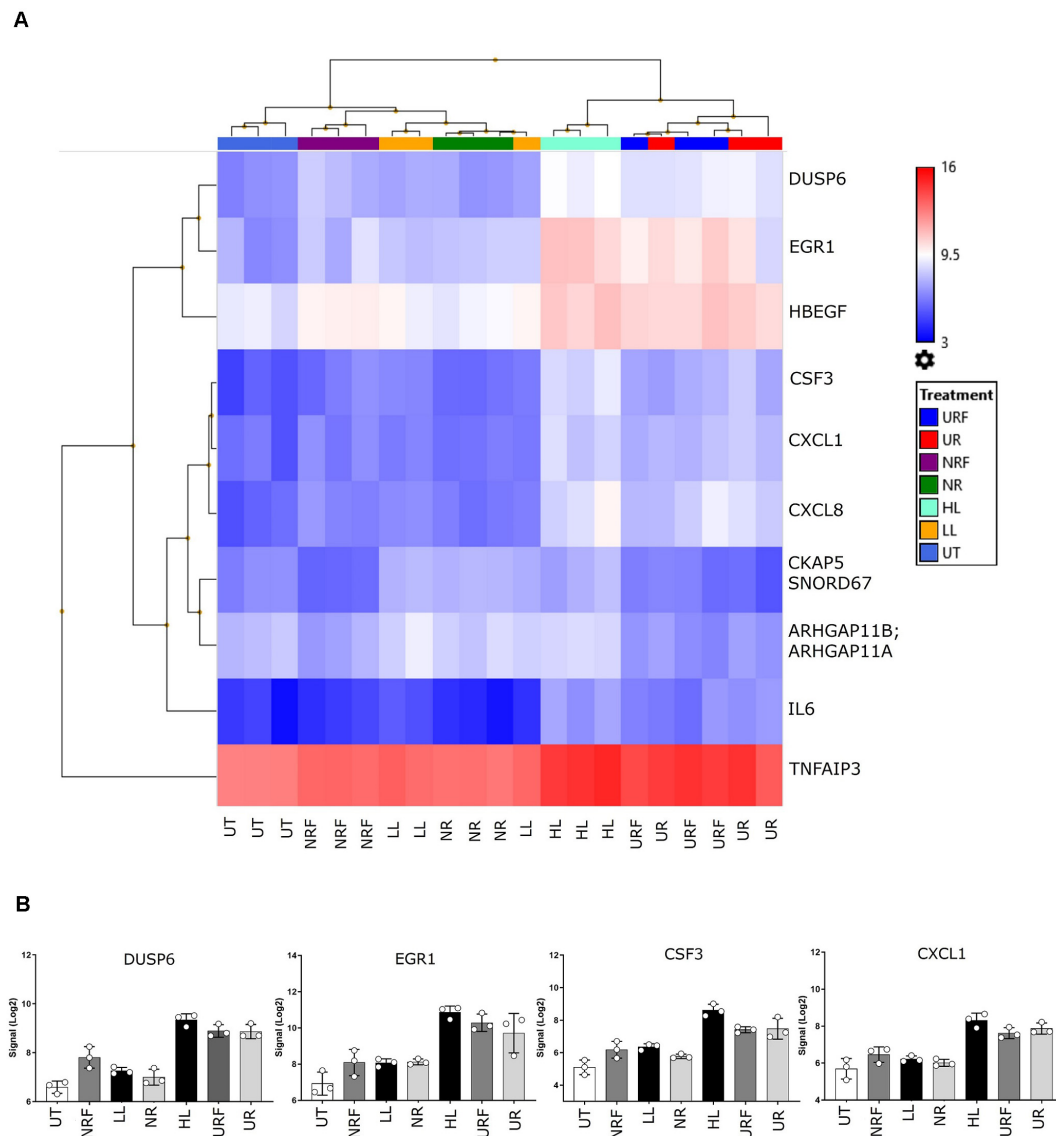 A
DUSP6
EGR1
HBEGF
CSF3
CXCL1
CXCL8
CKAP5
SNORD67
ARHGAP11B;
ARHGAP11A
IL6
TNFAIP3
16
9.5
3
Treatment
URF
UR
NRF
NR
HL
LL
UT
UT UT UT NRF NRF NRF LL LL NR NR NR LL HL HL HL URF UR URF URF UR UR
B
DUSP6
Signal (Log2)
12
10
8
6
UT NRF LL NR HL URF UR
EGR1
Signal (Log2)
14
12
10
8
6
UT NRF LL NR HL URF UR
CSF3
Signal (Log2)
12
10
8
6
4
UT NRF LL NR HL URF UR
CXCL1
Signal (Log2)
12
10
8
6
4
UT NRF LL NR HL URF UR